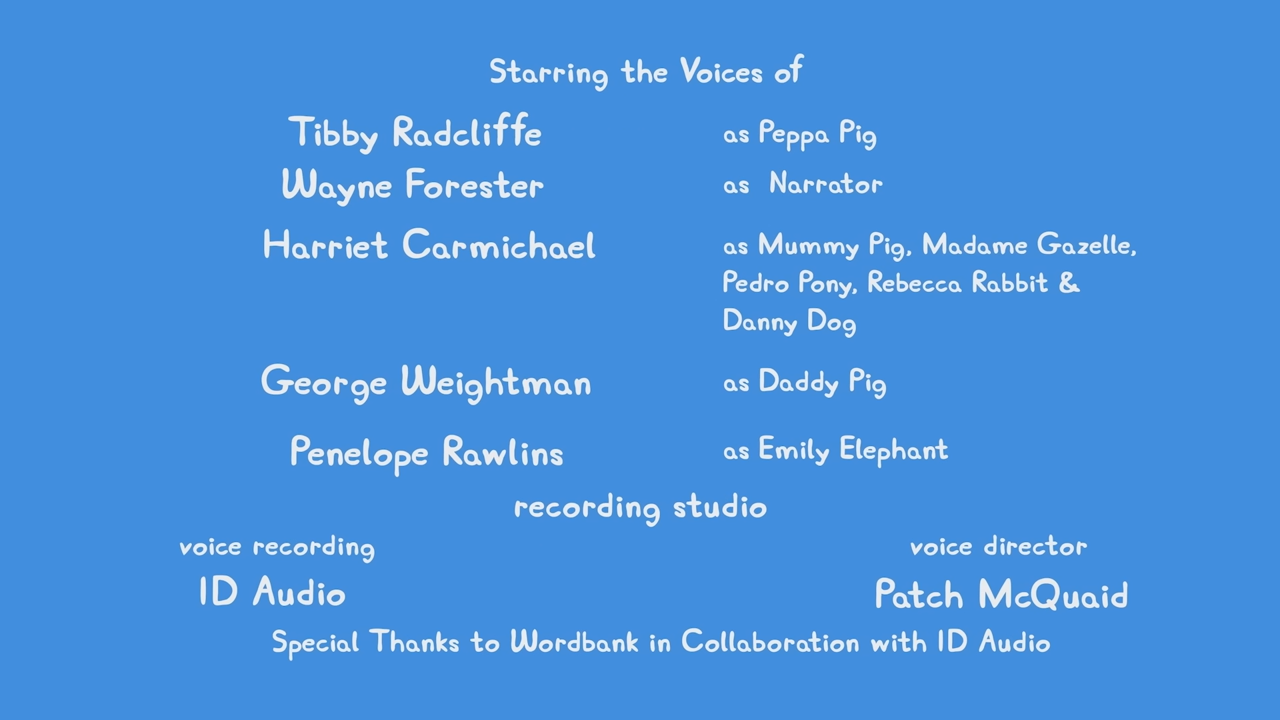 Starring the Voices of
Tibby Radcliffe as Peppa Pig
Wayne Forester as Narrator
Harriet Carmichael as Mummy Pig, Madame Gazelle,
Pedro Pony, Rebecca Rabbit &
Danny Dog
George Weightman as Daddy Pig
Penelope Rawlins as Emily Elephant
recording studio
voice recording voice director
ID Audio Patch McQuaid
Special Thanks to Wordbank in Collaboration with ID Audio